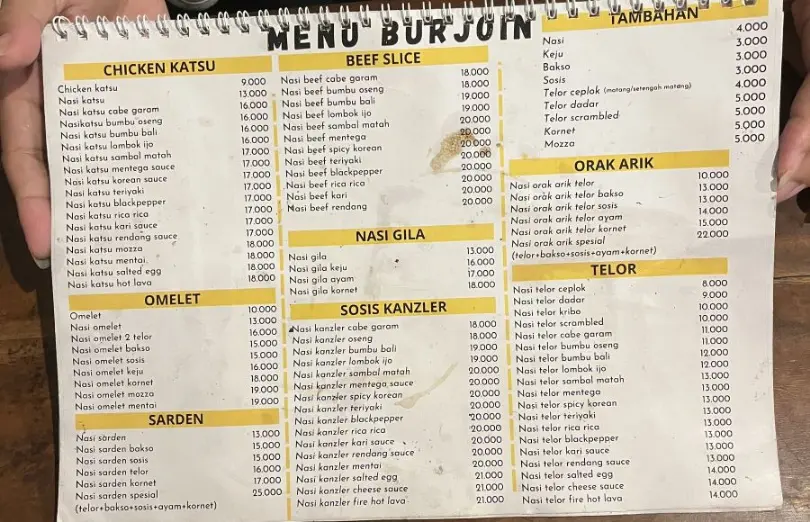 MENU BURJOIN
CHICKEN KATSU
Chicken katsu 9.000
Nasi katsu 13.000
Nasi katsu cabe garam 16.000
Nasikatsu bumbu oseng 16.000
Nasi katsu bumbu bali 16.000
Nasi katsu lombok ijo 16.000
Nasi katsu sambal matah 17.000
Nasi katsu mentega sauce 17.000
Nasi katsu korean sauce 17.000
Nasi katsu teriyaki 17.000
Nasi katsu blackpepper 17.000
Nasi katsu rica rica 17.000
Nasi katsu kari sauce 17.000
Nasi katsu rendang sauce 17.000
Nasi katsu mozza 18.000
Nasi katsu mentai 18.000
Nasi katsu salted egg 18.000
Nasi katsu hot lava 18.000
OMELET
Omelet 10.000
Nasi omelet 13.000
Nasi omelet 2 telor 15.000
Nasi omelet bakso 15.000
Nasi omelet sosis 15.000
Nasi omelet keju 16.000
Nasi omelet kornet 18.000
Nasi omelet mozza 19.000
Nasi omelet mentai 19.000
SARDEN
Nasi sarden 13.000
Nasi sarden bakso 15.000
Nasi sarden sosis 15.000
Nasi sarden telor 16.000
Nasi sarden kornet 17.000
Nasi sarden spesial 25.000
(telor+bakso+sosis+ayam+kornet)
BEEF SLICE
Nasi beef cabe garam 18.000
Nasi beef bumbu oseng 18.000
Nasi beef bumbu bali 19.000
Nasi beef lombok ijo 19.000
Nasi beef sambal matah 20.000
Nasi beef mentega 20.000
Nasi beef spicy korean 20.000
Nasi beef teriyaki 20.000
Nasi beef blackpepper 20.000
Nasi beef rica rica 20.000
Nasi beef kari 20.000
Nasi beef rendang 20.000
NASI GILA
Nasi gila 13.000
Nasi gila keju 16.000
Nasi gila ayam 17.000
Nasi gila kornet 18.000
SOSIS KANZLER
Nasi kanzler cabe garam 18.000
Nasi kanzler oseng 18.000
Nasi kanzler bumbu bali 19.000
Nasi kanzler lombok ijo 19.000
Nasi kanzler sambal matah 20.000
Nasi kanzler mentega sauce 20.000
Nasi kanzler spicy korean 20.000
Nasi kanzler teriyaki 20.000
Nasi kanzler blackpepper 20.000
Nasi kanzler rica rica 20.000
Nasi kanzler kari sauce 20.000
Nasi kanzler rendang sauce 20.000
Nasi kanzler mentai 20.000
Nasi kanzler salted egg 21.000
Nasi kanzler cheese sauce 21.000
Nasi kanzler fire hot lava 21.000
TAMBAHAN
Nasi 4.000
Keju 3.000
Bakso 3.000
Sosis 3.000
Telor ceplok (matang/setengah matang) 4.000
Telor dadar 5.000
Telor scrambled 5.000
Kornet 5.000
Mozza 5.000
ORAK ARIK
Nasi orak arik telor 10.000
Nasi orak arik telor bakso 13.000
Nasi orak arik telor sosis 13.000
Nasi orak arik telor ayam 14.000
Nasi orak arik telor kornet 15.000
Nasi orak arik spesial 22.000
(telor+bakso+sosis+ayam+kornet)
TELOR
Nasi telor ceplok 8.000
Nasi telor dadar 9.000
Nasi telor kribo 10.000
Nasi telor scrambled 10.000
Nasi telor cabe garam 11.000
Nasi telor bumbu oseng 11.000
Nasi telor bumbu bali 12.000
Nasi telor lombok ijo 12.000
Nasi telor sambal matah 13.000
Nasi telor mentega 13.000
Nasi telor spicy korean 13.000
Nasi telor teriyaki 13.000
Nasi telor rica rica 13.000
Nasi telor blackpepper 13.000
Nasi telor kari sauce 13.000
Nasi telor rendang sauce 13.000
Nasi telor salted egg 14.000
Nasi telor cheese sauce 14.000
Nasi telor fire hot lava 14.000